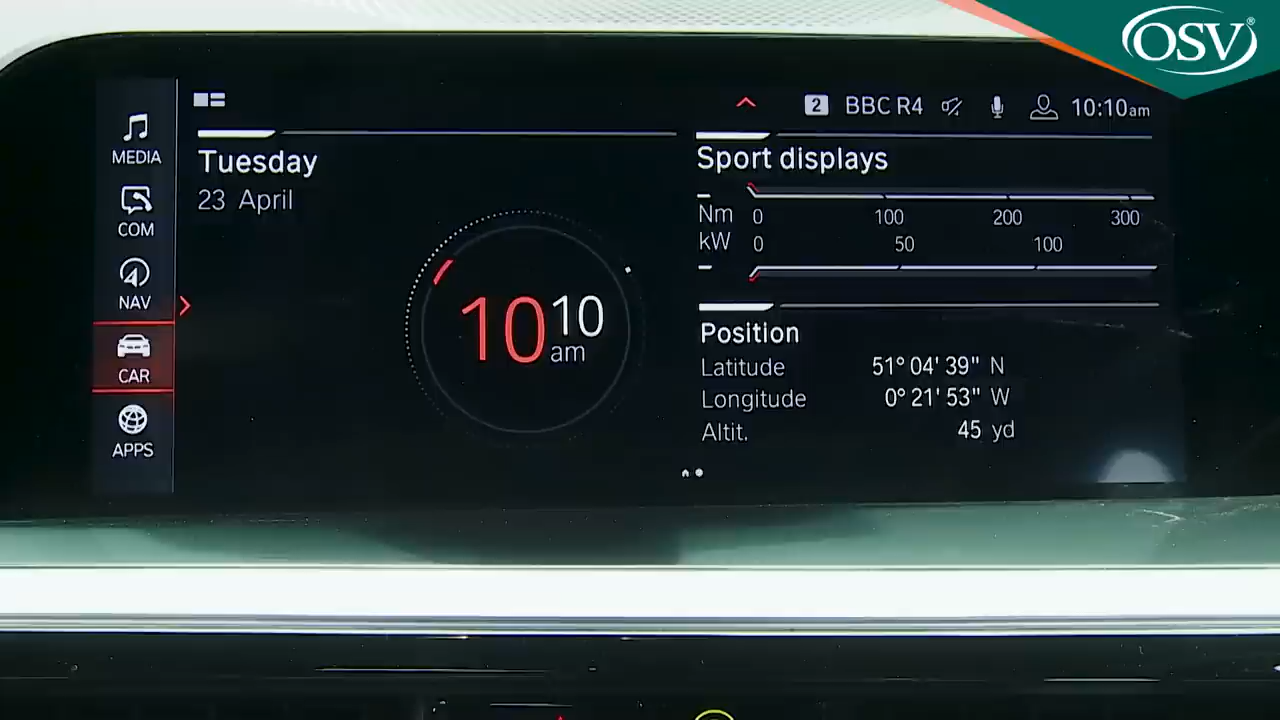 OSV®
2 BBC R4 10:10am
MEDIA
COM
NAV
CAR
APPS
Tuesday
23 April
10 10
am
Sport displays
Nm 0 100 200 300
kW 0 50 100
Position
Latitude 51° 04' 39" N
Longitude 0° 21' 53" W
Altit. 45 yd